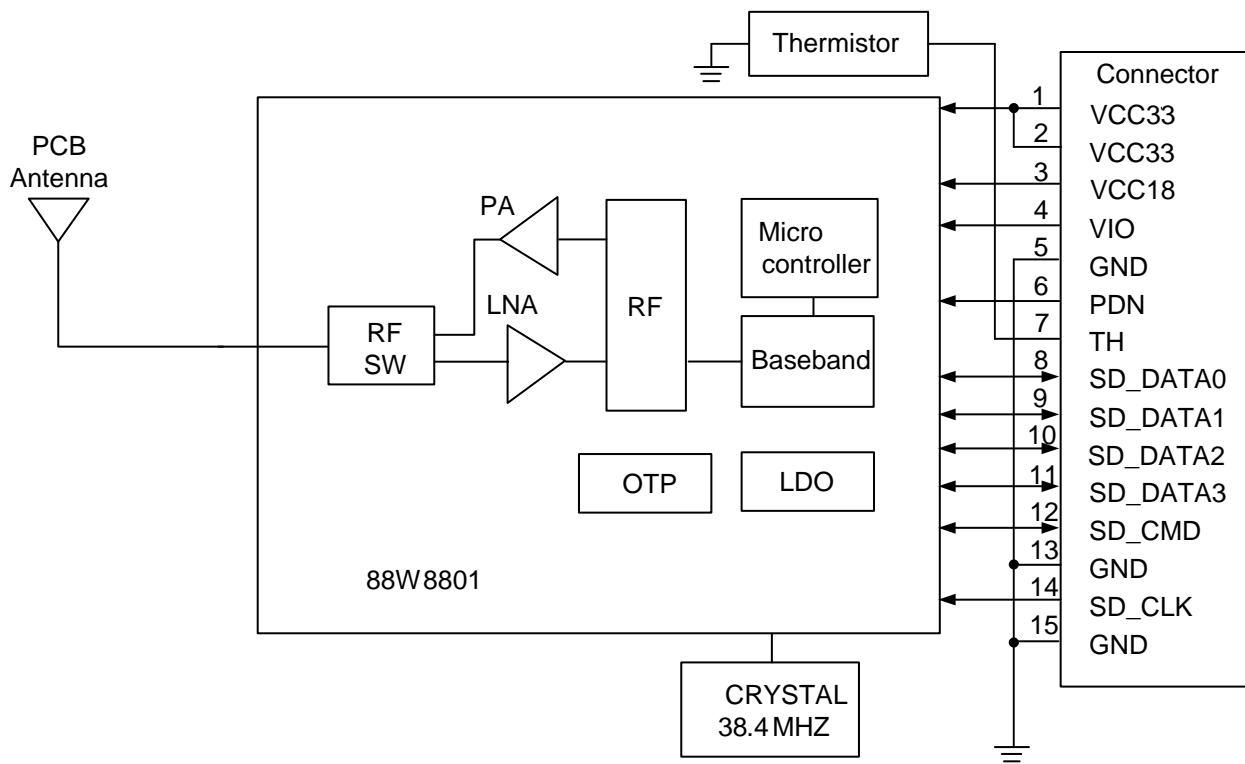 Thermistor
Connector
1
VCC33
2
VCC33
3
VCC18
4
VIO
5
GND
6
PDN
7
TH
8
SD_DATA0
9
SD_DATA1
10
SD_DATA2
11
SD_DATA3
12
SD_CMD
13
GND
14
SD_CLK
15
GND
PCB
Antenna
PA
LNA
RF
SW
RF
Micro
controller
Baseband
OTP
LDO
88W8801
CRYSTAL
38.4MHZ